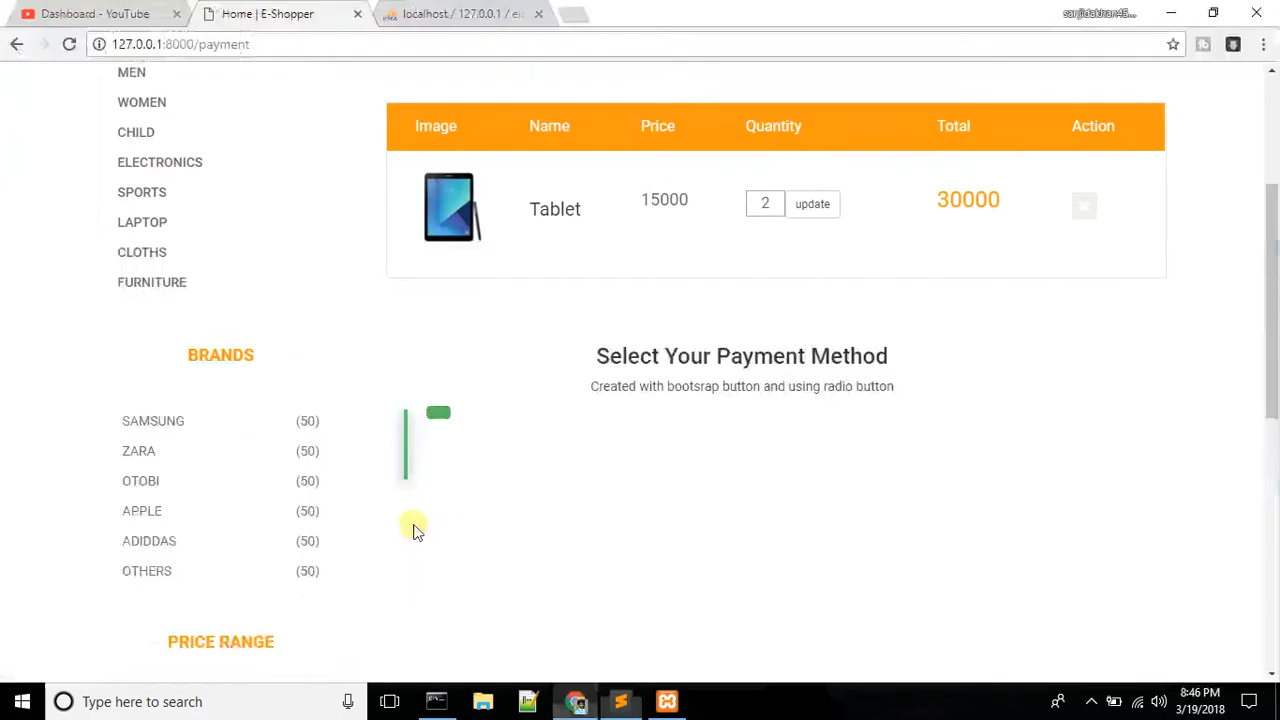 Dashboard - YouTube
Home | E-Shopper
localhost / 127.0.0.1 /
sanjidakhan45...
127.0.0.1:8000/payment
MEN
WOMEN
CHILD
ELECTRONICS
SPORTS
LAPTOP
CLOTHS
FURNITURE
BRANDS
SAMSUNG (50)
ZARA (50)
OTOBI (50)
APPLE (50)
ADIDDAS (50)
OTHERS (50)
PRICE RANGE
Image Name Price Quantity Total Action
Tablet 15000 2 update 30000
Select Your Payment Method
Created with bootsrap button and using radio button
Type here to search
8:46 PM
3/19/2018